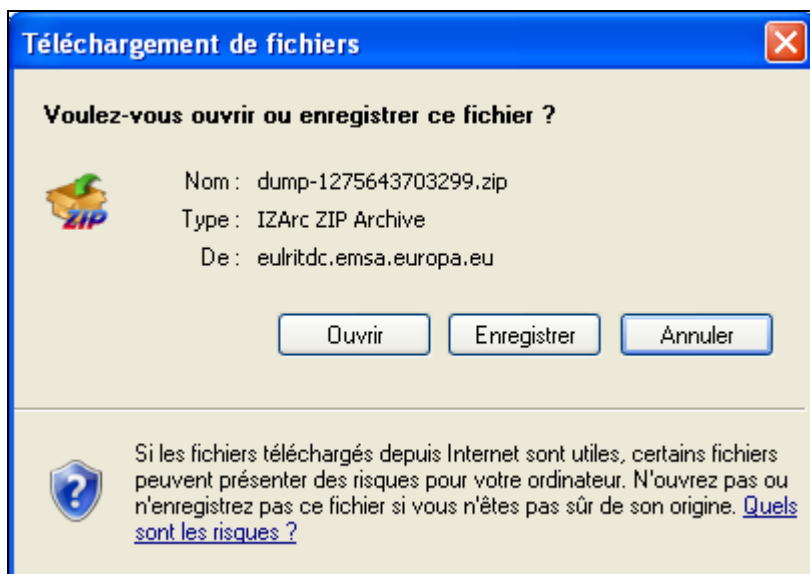 Téléchargement de fichiers
Voulez-vous ouvrir ou enregistrer ce fichier ?
ZIP
Nom : dump-1275643703299.zip
Type : IZArc ZIP Archive
De : eulritdc.emsa.europa.eu
Ouvrir Enregistrer Annuler
Si les fichiers téléchargés depuis Internet sont utiles, certains fichiers
peuvent présenter des risques pour votre ordinateur. N'ouvrez pas ou
n'enregistrez pas ce fichier si vous n'êtes pas sûr de son origine. Quels
sont les risques ?